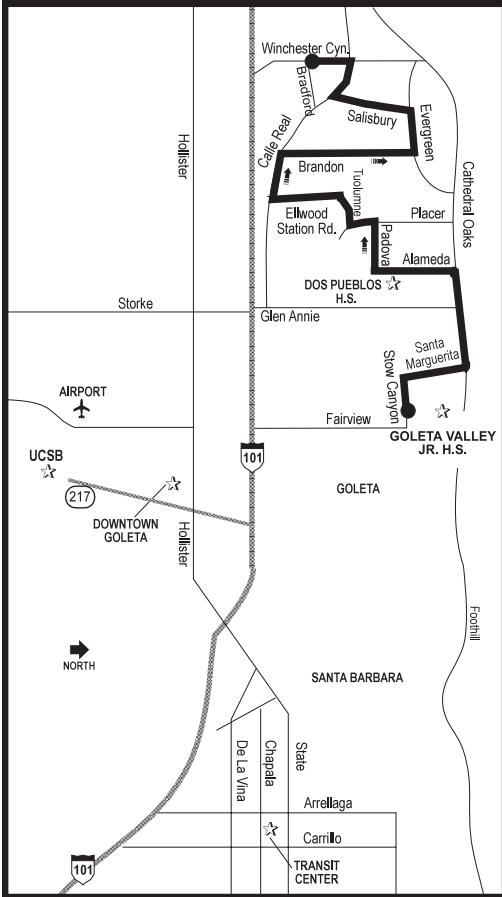 Winchester Cyn.
Bradford
Salisbury
Evergreen
Hollister
Calle Real
Brandon
Cathedral Oaks
Tuolumne
Ellwood
Station Rd.
Placer
Padova
Alameda
DOS PUEBLOS
H.S.
Storke
Glen Annie
Santa
Marguerita
Stow Canyon
AIRPORT
Fairview
GOLETA VALLEY
JR. H.S.
UCSB
101
217
GOLETA
DOWNTOWN
GOLETA
Hollister
Foothill
NORTH
SANTA BARBARA
De La Vina
Chapala
State
Arrellaga
Carrillo
TRANSIT
CENTER
101